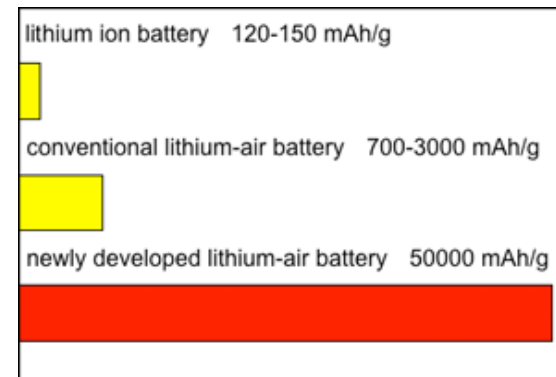 lithium ion battery 120-150 mAh/g
conventional lithium-air battery 700-3000 mAh/g
newly developed lithium-air battery 50000 mAh/g